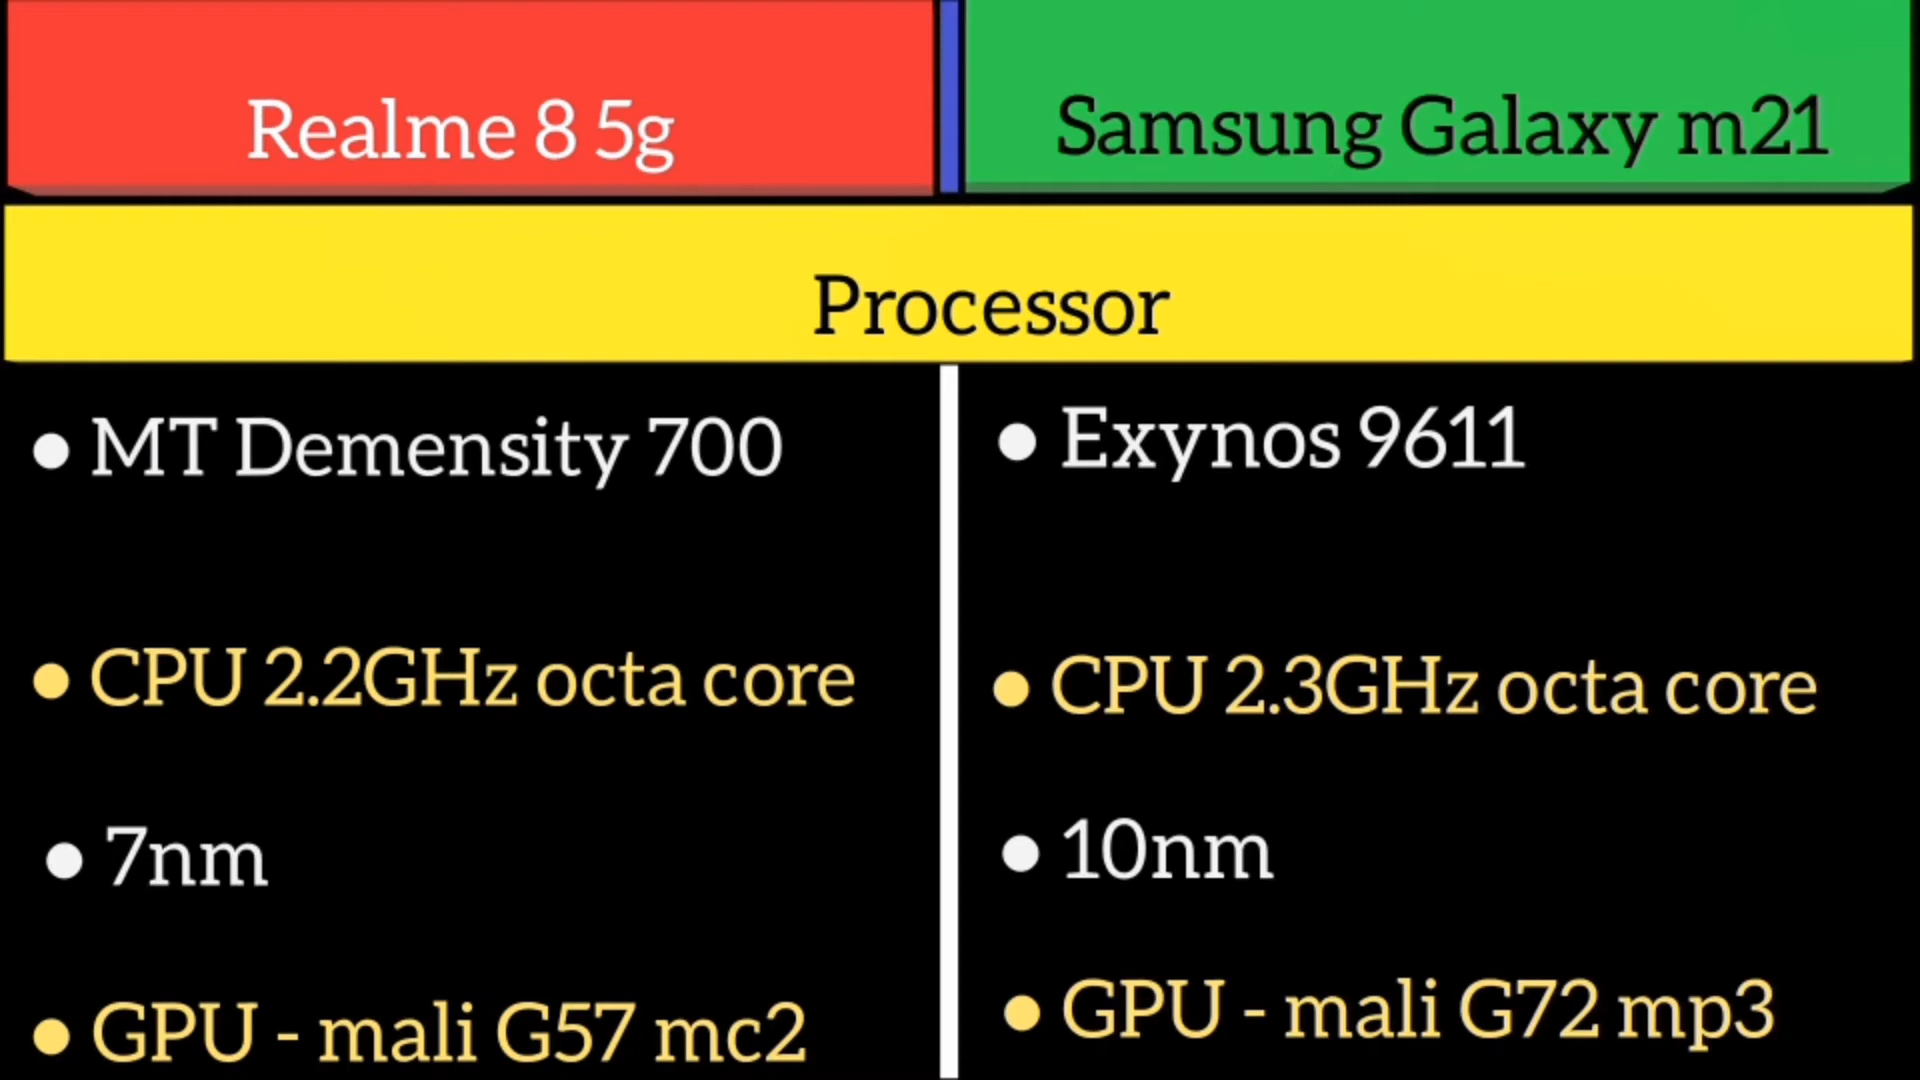 Realme 8 5g
Samsung Galaxy m21
Processor
• MT Demensity 700
• Exynos 9611
• CPU 2.2GHz octa core
• CPU 2.3GHz octa core
• 7nm
• 10nm
• GPU - mali G57 mc2
• GPU - mali G72 mp3